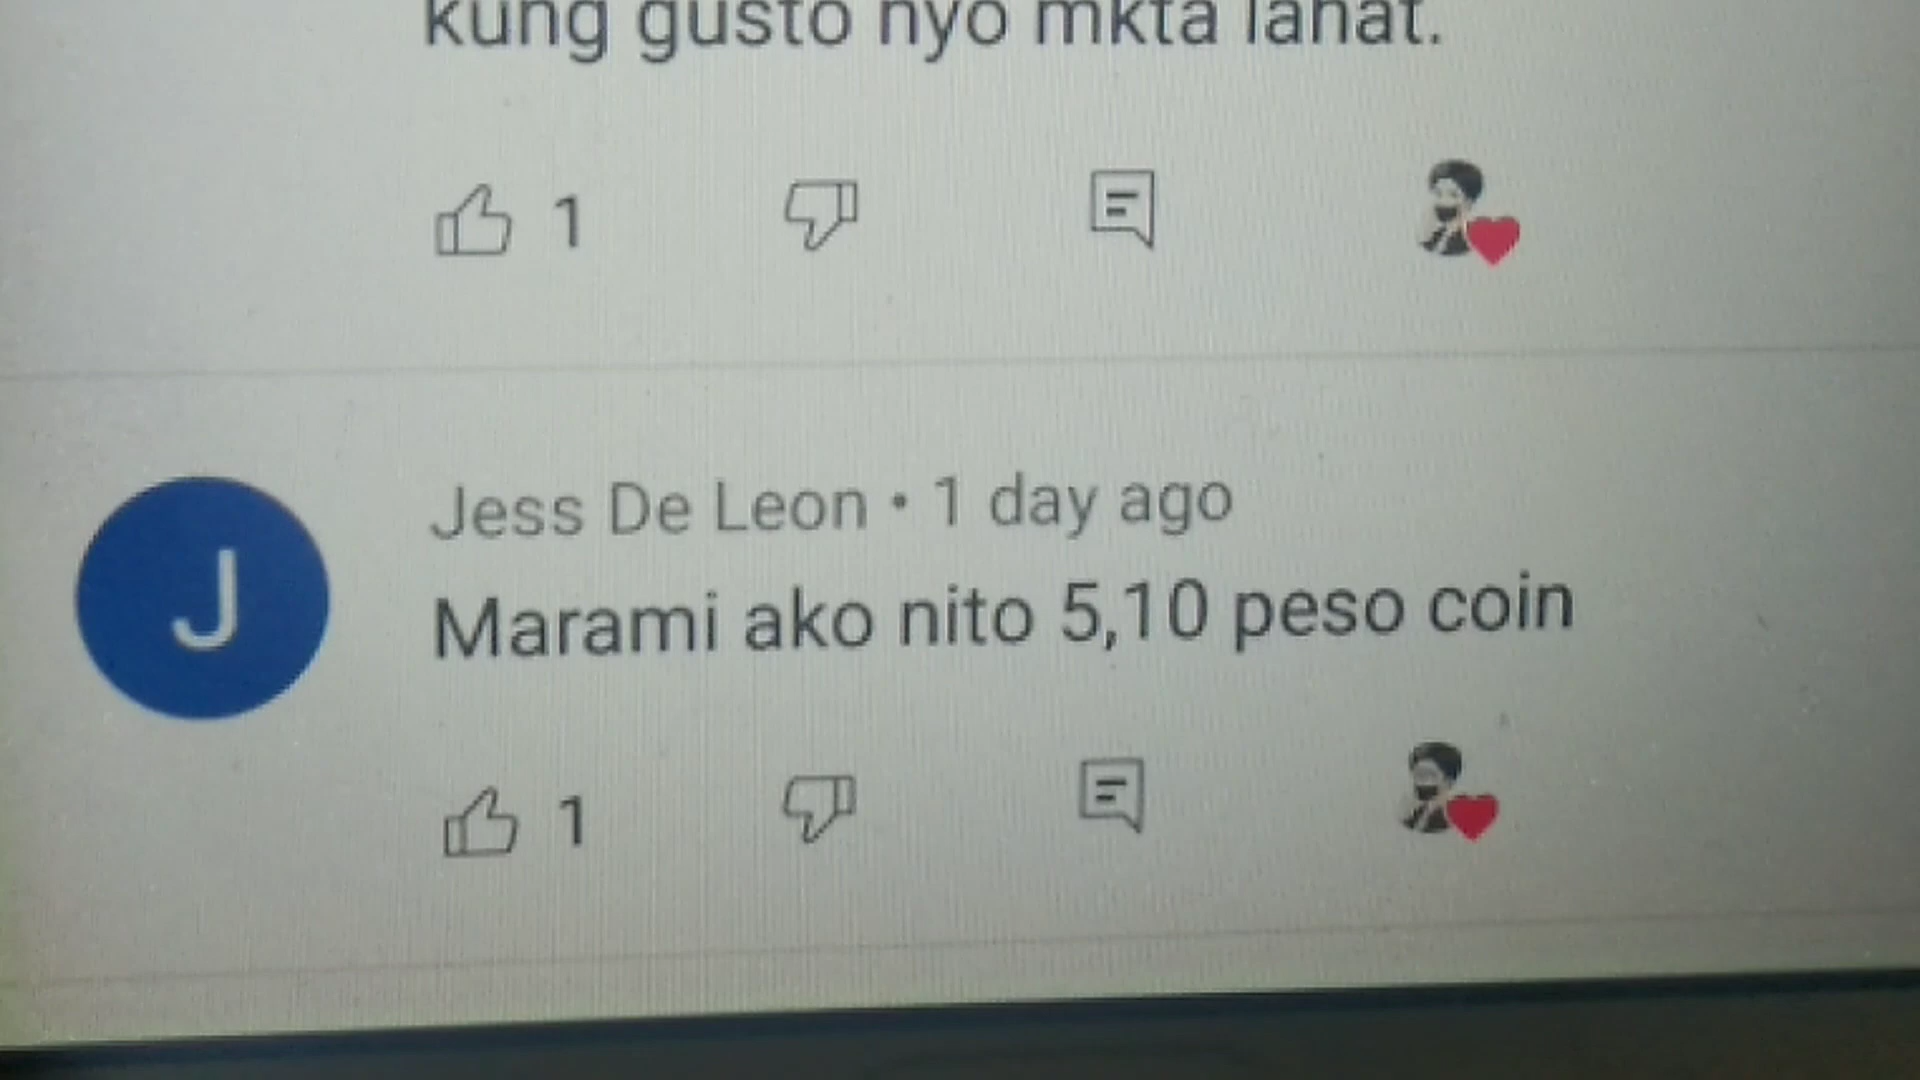 kung gusto nyo mkta lahat.
1
J
Jess De Leon • 1 day ago
Marami ako nito 5,10 peso coin
1